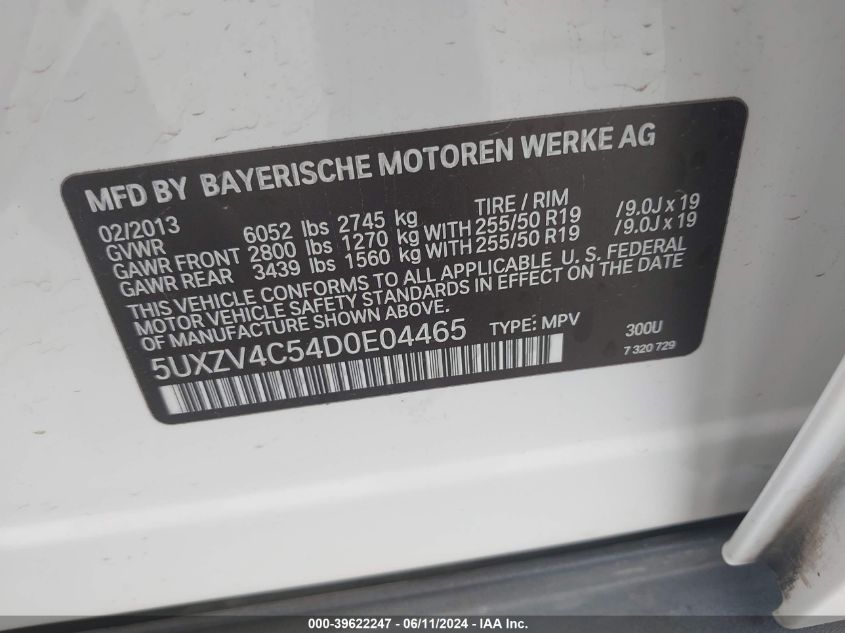 MFD BY BAYERISCHE MOTOREN WERKE AG
02/2013 TIRE / RIM
GVWR 6052 lbs 2745 kg
GAWR FRONT 2800 lbs 1270 kg WITH 255/50 R19 /9.0J x 19
GAWR REAR 3439 lbs 1560 kg WITH 255/50 R19 /9.0J x 19
THIS VEHICLE CONFORMS TO ALL APPLICABLE U. S. FEDERAL
MOTOR VEHICLE SAFETY STANDARDS IN EFFECT ON THE DATE
OF MANUFACTURE SHOWN ABOVE.
5UXZV4C54D0E04465 TYPE: MPV 300U
7 320 729
000-39622247 - 06/11/2024 - IAA Inc.